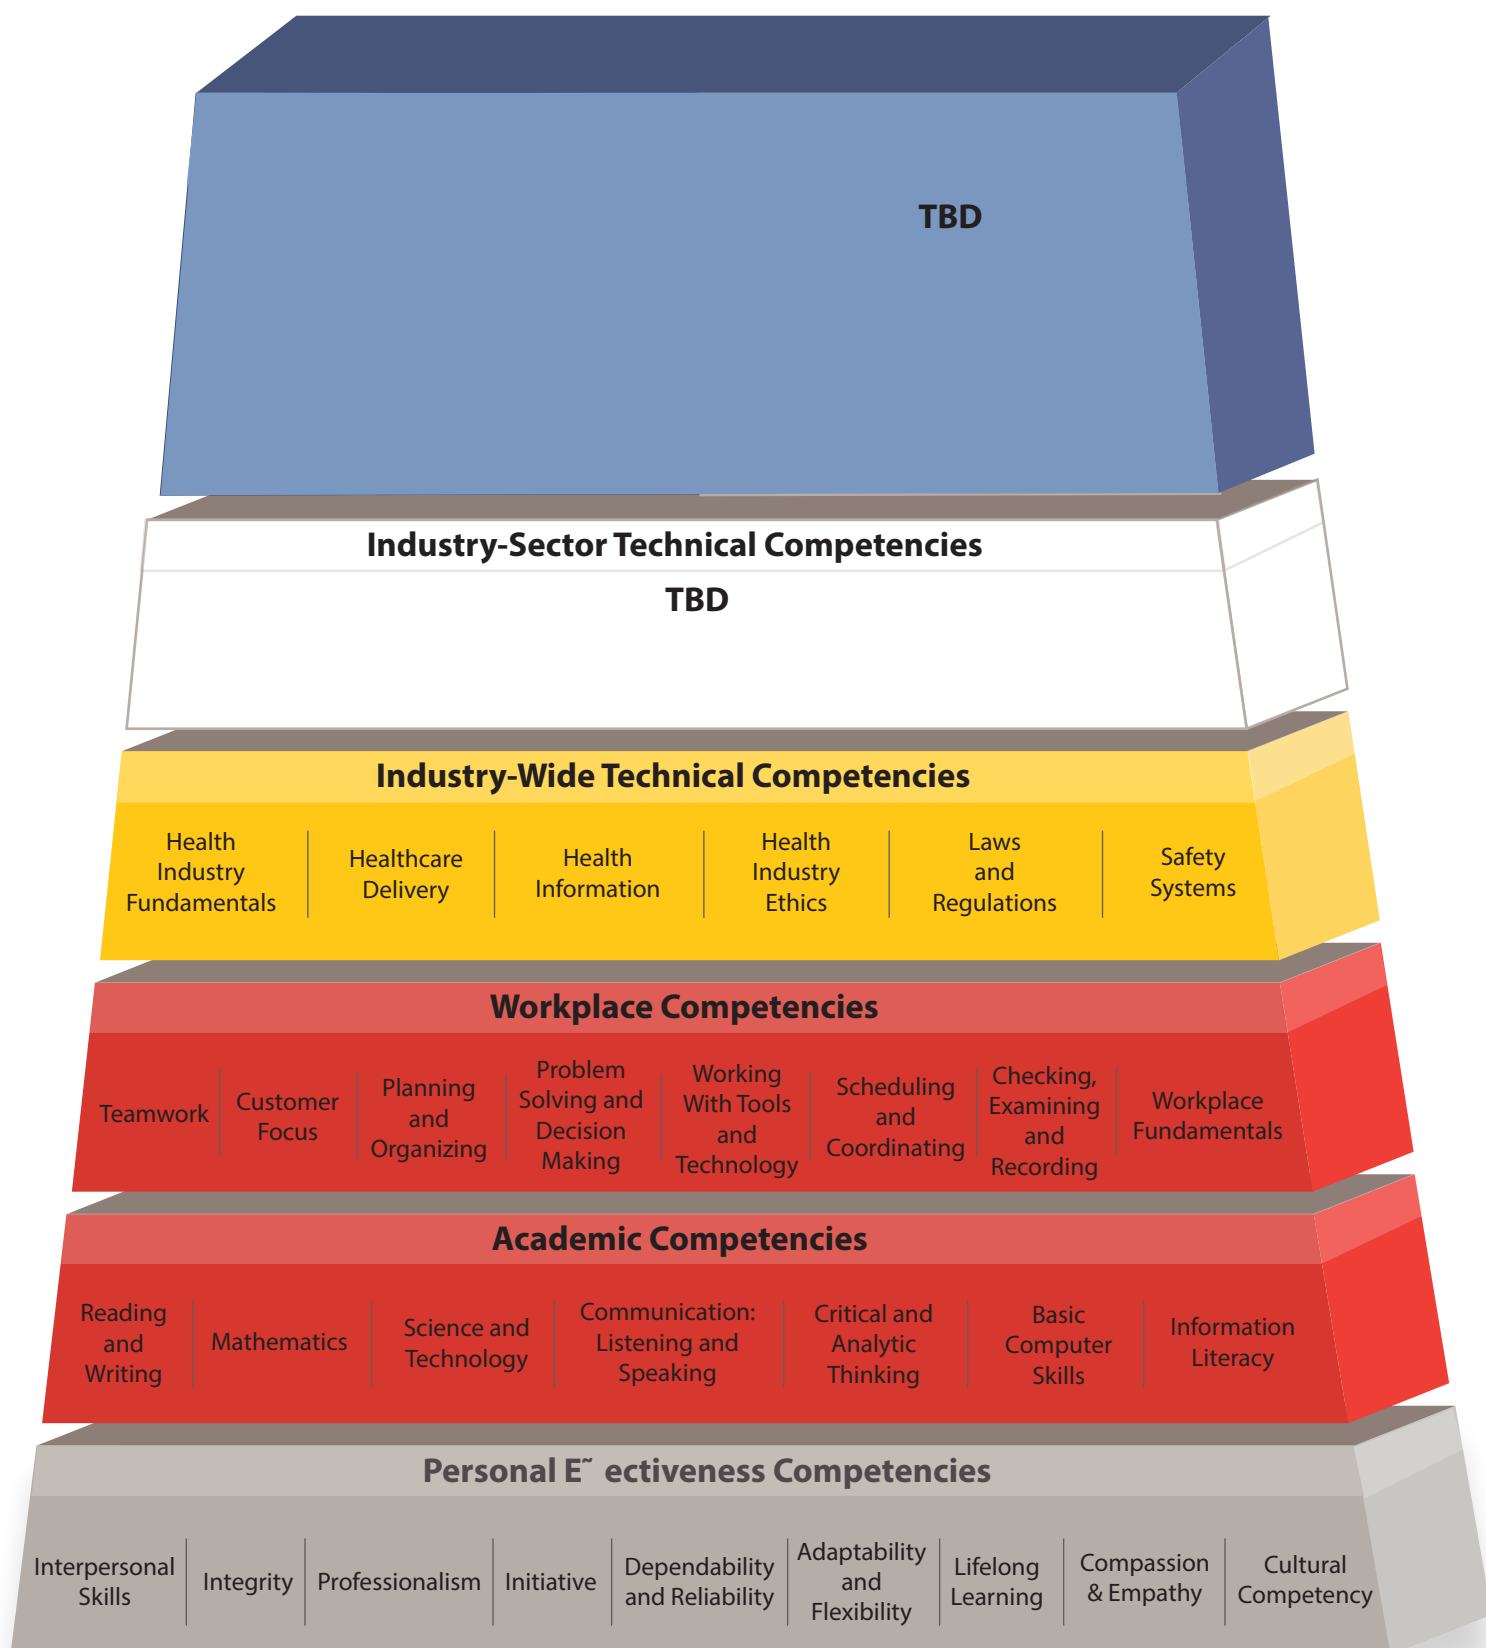 TBD
Industry-Sector Technical Competencies
TBD
Industry-Wide Technical Competencies
Health
Industry
Fundamentals
Healthcare
Delivery
Health
Information
Health
Industry
Ethics
Laws
and
Regulations
Safety
Systems
Workplace Competencies
Teamwork
Customer
Focus
Planning
and
Organizing
Problem
Solving and
Decision
Making
Working
With Tools
and
Technology
Scheduling
and
Coordinating
Checking,
Examining
and
Recording
Workplace
Fundamentals
Academic Competencies
Reading
and
Writing
Mathematics
Science and
Technology
Communication:
Listening and
Speaking
Critical and
Analytic
Thinking
Basic
Computer
Skills
Information
Literacy
Personal E˜ ectiveness Competencies
Interpersonal
Skills
Integrity
Professionalism
Initiative
Dependability
and Reliability
Adaptability
and
Flexibility
Lifelong
Learning
Compassion
& Empathy
Cultural
Competency